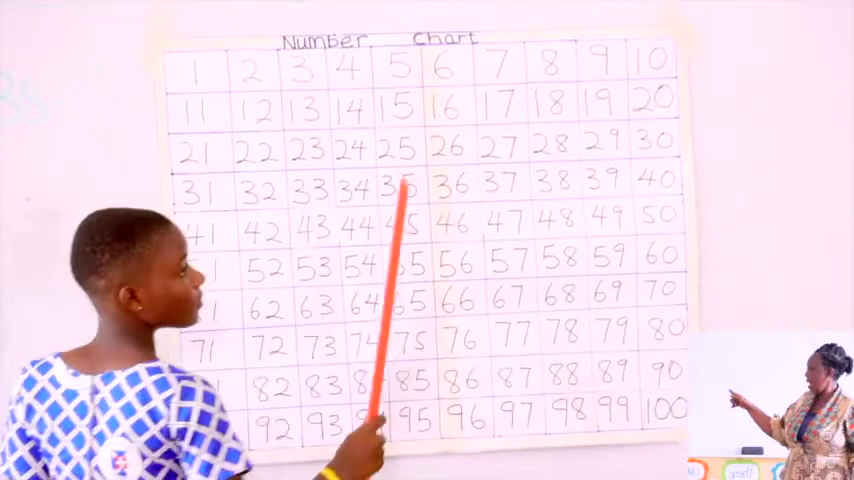 Number Chart
1 2 3 4 5 6 7 8 9 10
11 12 13 14 15 16 17 18 19 20
21 22 23 24 25 26 27 28 29 30
31 32 33 34 35 36 37 38 39 40
41 42 43 44 45 46 47 48 49 50
52 53 54 55 56 57 58 59 60
62 63 64 65 66 67 68 69 70
71 72 73 74 75 76 77 78 79 80
82 83 85 86 87 88 89 90
92 93 95 96 97 98 99 100